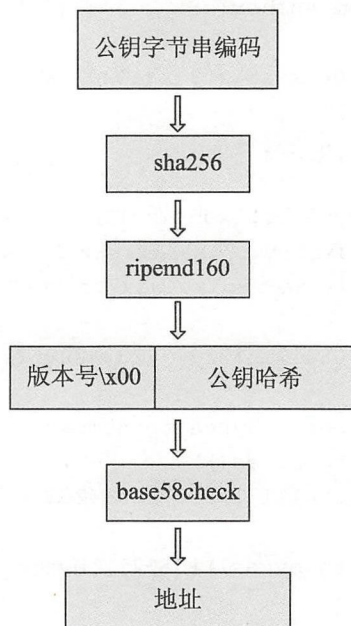 公钥字节串编码
sha256
ripemd160
版本号\x00 公钥哈希
base58check
地址